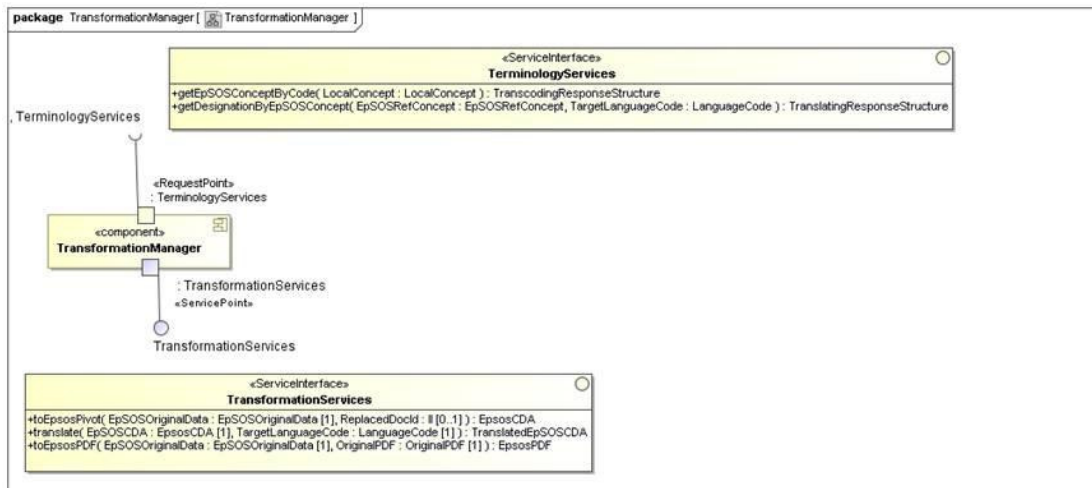 package TransformationManager [ TransformationManager ]
«ServiceInterface»
TerminologyServices
+getEpSOSConceptByCode( LocalConcept : LocalConcept ) : TranscodingResponseStructure
+getDesignationByEpSOSConcept( EpSOSRefConcept : EpSOSRefConcept, TargetLanguageCode : LanguageCode ) : TranslatingResponseStructure
, TerminologyServices
«RequestPoint»
: TerminologyServices
«component»
TransformationManager
: TransformationServices
«ServicePoint»
TransformationServices
«ServiceInterface»
TransformationServices
+toEpsosPivot( EpSOSOriginalData : EpSOSOriginalData [1], ReplacedDocId : II [0..1] ) : EpsosCDA
+translate( EpSOSCDA : EpsosCDA [1], TargetLanguageCode : LanguageCode [1] ) : TranslatedEpSOSCDA
+toEpsosPDF( EpSOSOriginalData : EpSOSOriginalData [1], OriginalPDF : OriginalPDF [1] ) : EpsosPDF